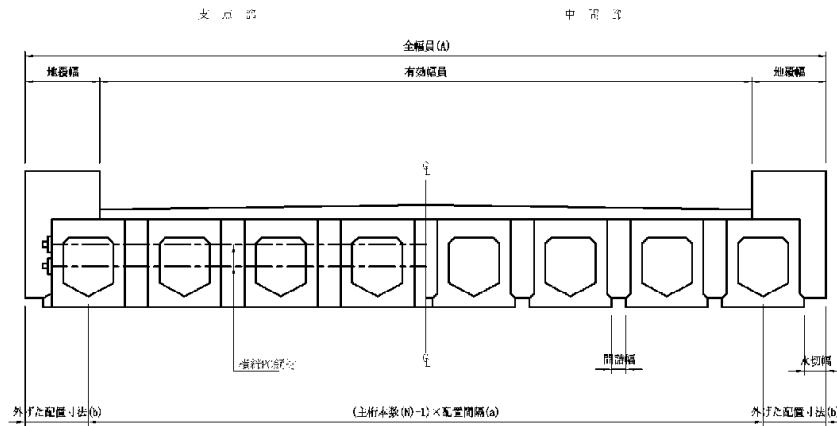 支 点 部
中 間 部
全幅員(A)
地覆幅
有効幅員
地覆幅
C
L
C
L
横締PC鋼材
間詰幅
水切幅
外げた配置寸法(b)
(主桁本数(N)-1)×配置間隔(a)
外げた配置寸法(b)